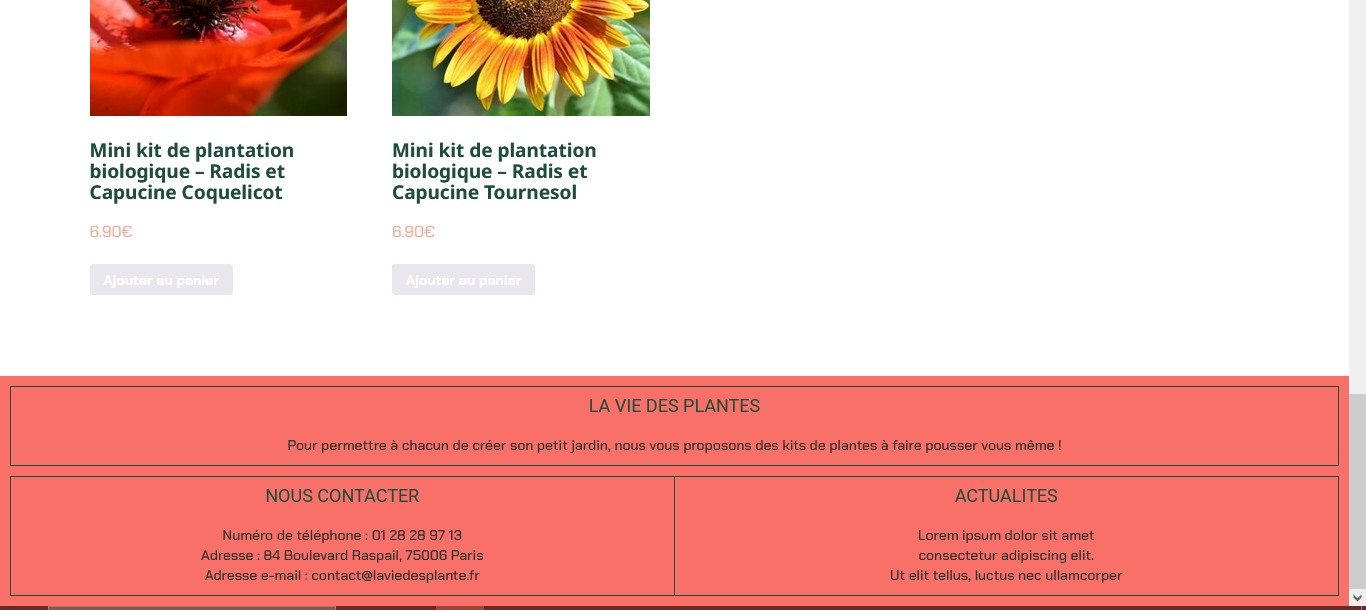 Mini kit de plantation
biologique – Radis et
Capucine Coquelicot
6.90€
Ajouter au panier
Mini kit de plantation
biologique – Radis et
Capucine Tournesol
6.90€
Ajouter au panier
LA VIE DES PLANTES
Pour permettre à chacun de créer son petit jardin, nous vous proposons des kits de plantes à faire pousser vous même !
NOUS CONTACTER
Numéro de téléphone : 01 28 28 97 13
Adresse : 84 Boulevard Raspail, 75006 Paris
Adresse e-mail : contact@laviedesplante.fr
ACTUALITES
Lorem ipsum dolor sit amet
consectetur adipiscing elit.
Ut elit tellus, luctus nec ullamcorper